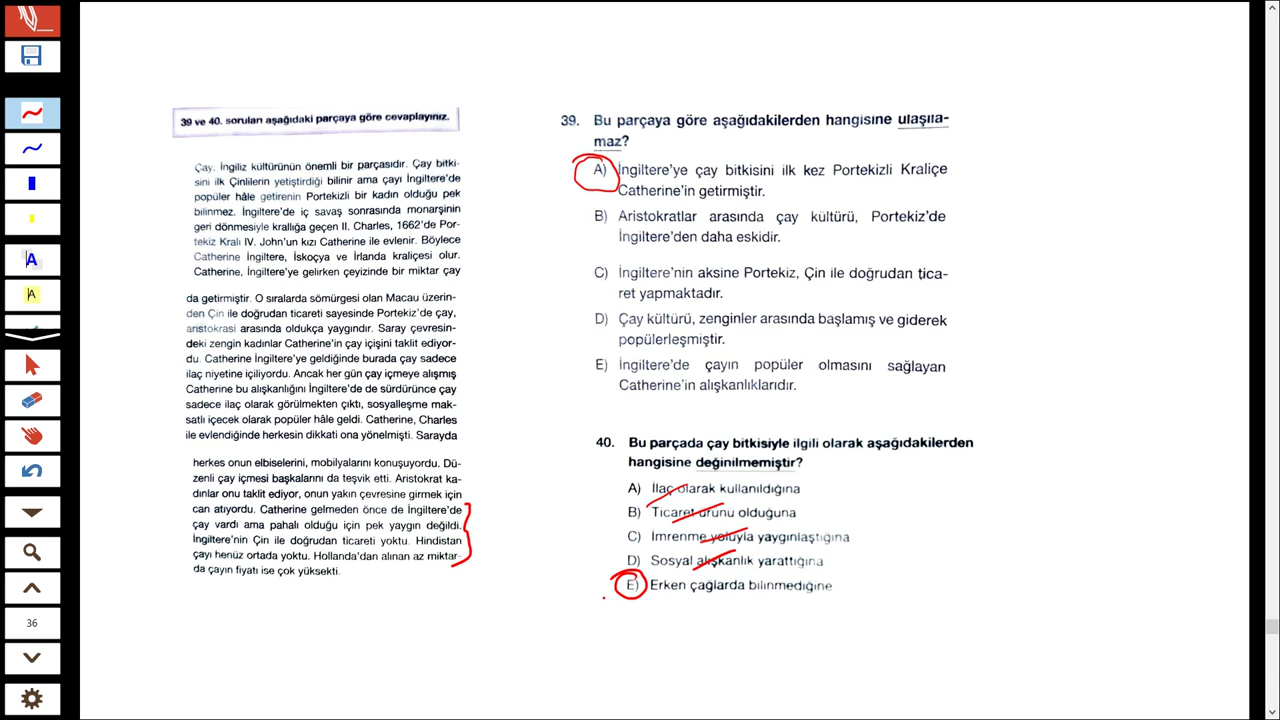 39 ve 40. soruları aşağıdaki parçaya göre cevaplayınız.
Çay, İngiliz kültürünün önemli bir parçasıdır. Çay bitki-
sini ilk Çinlilerin yetiştirdiği bilinir ama çayı İngiltere'de
popüler hâle getirenin Portekizli bir kadın olduğu pek
bilinmez. İngiltere'de iç savaş sonrasında monarşinin
geri dönmesiyle krallığa geçen II. Charles, 1662'de Por-
tekiz Kralı IV. John'un kızı Catherine ile evlenir. Böylece
Catherine İngiltere, İskoçya ve İrlanda kraliçesi olur.
Catherine, İngiltere'ye gelirken çeyizinde bir miktar çay
da getirmiştir. O sıralarda sömürgesi olan Macau üzerin-
den Çin ile doğrudan ticareti sayesinde Portekiz'de çay,
aristokrasi arasında oldukça yaygındır. Saray çevresin-
deki zengin kadınlar Catherine'in çay içişini taklit ediyor-
du. Catherine İngiltere'ye geldiğinde burada çay sadece
ilaç niyetine içiliyordu. Ancak her gün çay içmeye alışmış
Catherine bu alışkanlığını İngiltere'de de sürdürünce çay
sadece ilaç olarak görülmekten çıktı, sosyalleşme mak-
satlı içecek olarak popüler hâle geldi. Catherine, Charles
ile evlendiğinde herkesin dikkati ona yönelmişti. Sarayda
herkes onun elbiselerini, mobilyalarını konuşuyordu. Dü-
zenli çay içmesi başkalarını da teşvik etti. Aristokrat ka-
dınlar onu taklit ediyor, onun yakın çevresine girmek için
can atıyordu. Catherine gelmeden önce de İngiltere'de
çay vardı ama pahalı olduğu için pek yaygın değildi.
İngiltere'nin Çin ile doğrudan ticareti yoktu. Hindistan
çayı henüz ortada yoktu. Hollanda'dan alınan az miktar-
da çayın fiyatı ise çok yüksekti.
39. Bu parçaya göre aşağıdakilerden hangisine ulaşıla-
maz?
A) İngiltere'ye çay bitkisini ilk kez Portekizli Kraliçe
Catherine'in getirmiştir.
B) Aristokratlar arasında çay kültürü, Portekiz'de
İngiltere'den daha eskidir.
C) İngiltere'nin aksine Portekiz, Çin ile doğrudan tica-
ret yapmaktadır.
D) Çay kültürü, zenginler arasında başlamış ve giderek
popülerleşmiştir.
E) İngiltere'de çayın popüler olmasını sağlayan
Catherine'in alışkanlıklarıdır.
40. Bu parçada çay bitkisiyle ilgili olarak aşağıdakilerden
hangisine değinilmemiştir?
A) İlaç olarak kullanıldığına
B) Ticaret ürünü olduğuna
C) İmrenme yoluyla yaygınlaştığına
D) Sosyal alışkanlık yarattığına
E) Erken çağlarda bilinmediğine
A
A
36